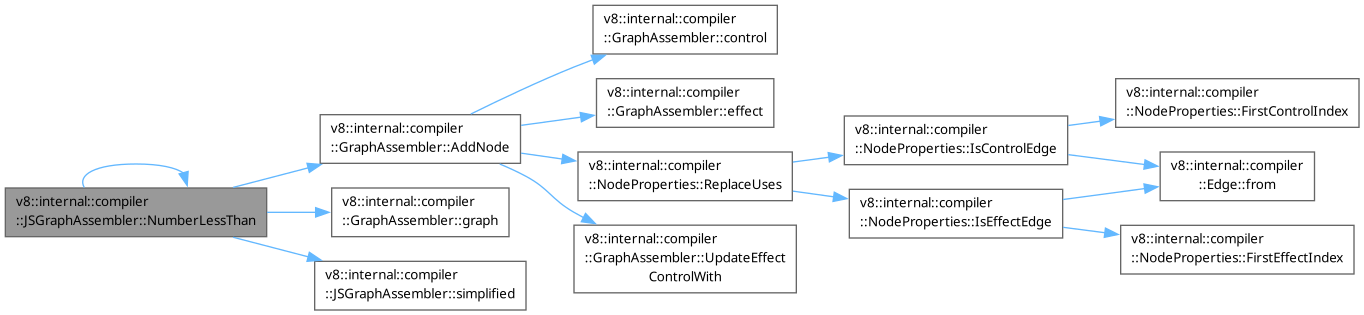 v8::internal::compiler
::JSGraphAssembler::NumberLessThan
v8::internal::compiler
::GraphAssembler::AddNode
v8::internal::compiler
::GraphAssembler::graph
v8::internal::compiler
::JSGraphAssembler::simplified
v8::internal::compiler
::GraphAssembler::control
v8::internal::compiler
::GraphAssembler::effect
v8::internal::compiler
::NodeProperties::ReplaceUses
v8::internal::compiler
::GraphAssembler::UpdateEffect
ControlWith
v8::internal::compiler
::NodeProperties::IsControlEdge
v8::internal::compiler
::NodeProperties::IsEffectEdge
v8::internal::compiler
::NodeProperties::FirstControlIndex
v8::internal::compiler
::Edge::from
v8::internal::compiler
::NodeProperties::FirstEffectIndex